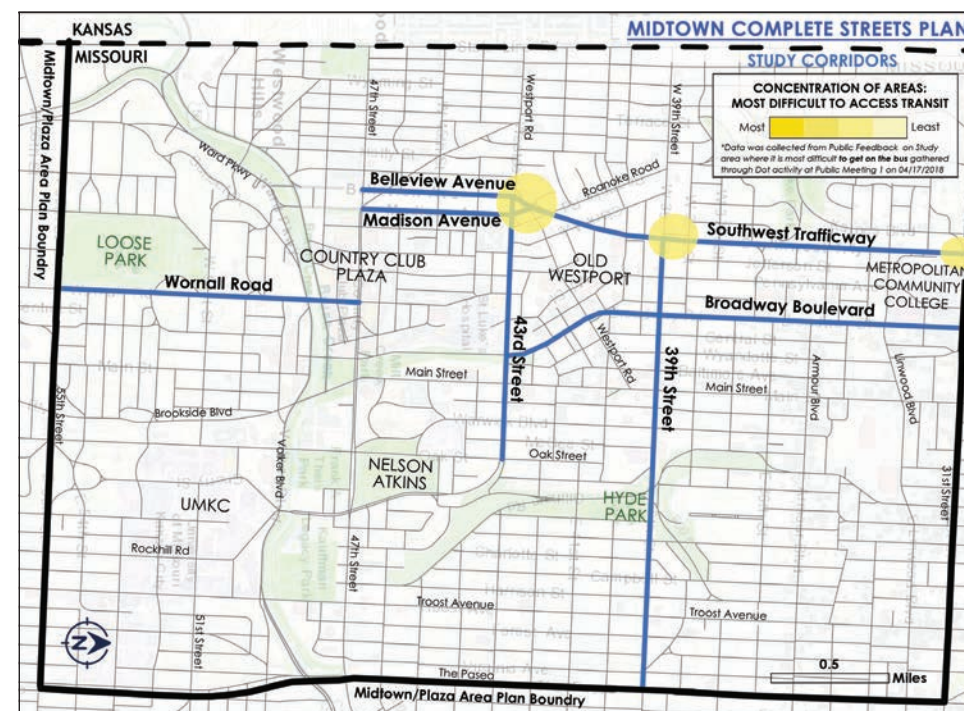 KANSAS
MISSOURI
MIDTOWN COMPLETE STREETS PLAN
STUDY CORRIDORS
CONCENTRATION OF AREAS:
MOST DIFFICULT TO ACCESS TRANSIT
Most
Least
*Data was collected from Public Feedback on Study
area where it is most difficult to get on the bus gathered
through Dot activity at Public Meeting 1 on 04/17/2018
Midtown/Plaza Area Plan Boundry
47th Street
Westport Rd
W 39th Street
Ward Pkwy
Roanoke Road
Belleview Avenue
Madison Avenue
Southwest Trafficway
LOOSE
PARK
COUNTRY CLUB
PLAZA
OLD
WESTPORT
METROPOLITAN
COMMUNITY
COLLEGE
Wornall Road
Broadway Boulevard
43rd Street
39th Street
Westport Rd
Main Street
Main Street
Armour Blvd
Linwood Blvd
55th Street
Brookside Blvd
Volker Blvd
Oak Street
NELSON
ATKINS
UMKC
HYDE
PARK
31st Street
Rockhill Rd
47th Street
Troost Avenue
Troost Avenue
51st Street
N
The Paseo
0.5
Miles
Midtown/Plaza Area Plan Boundry